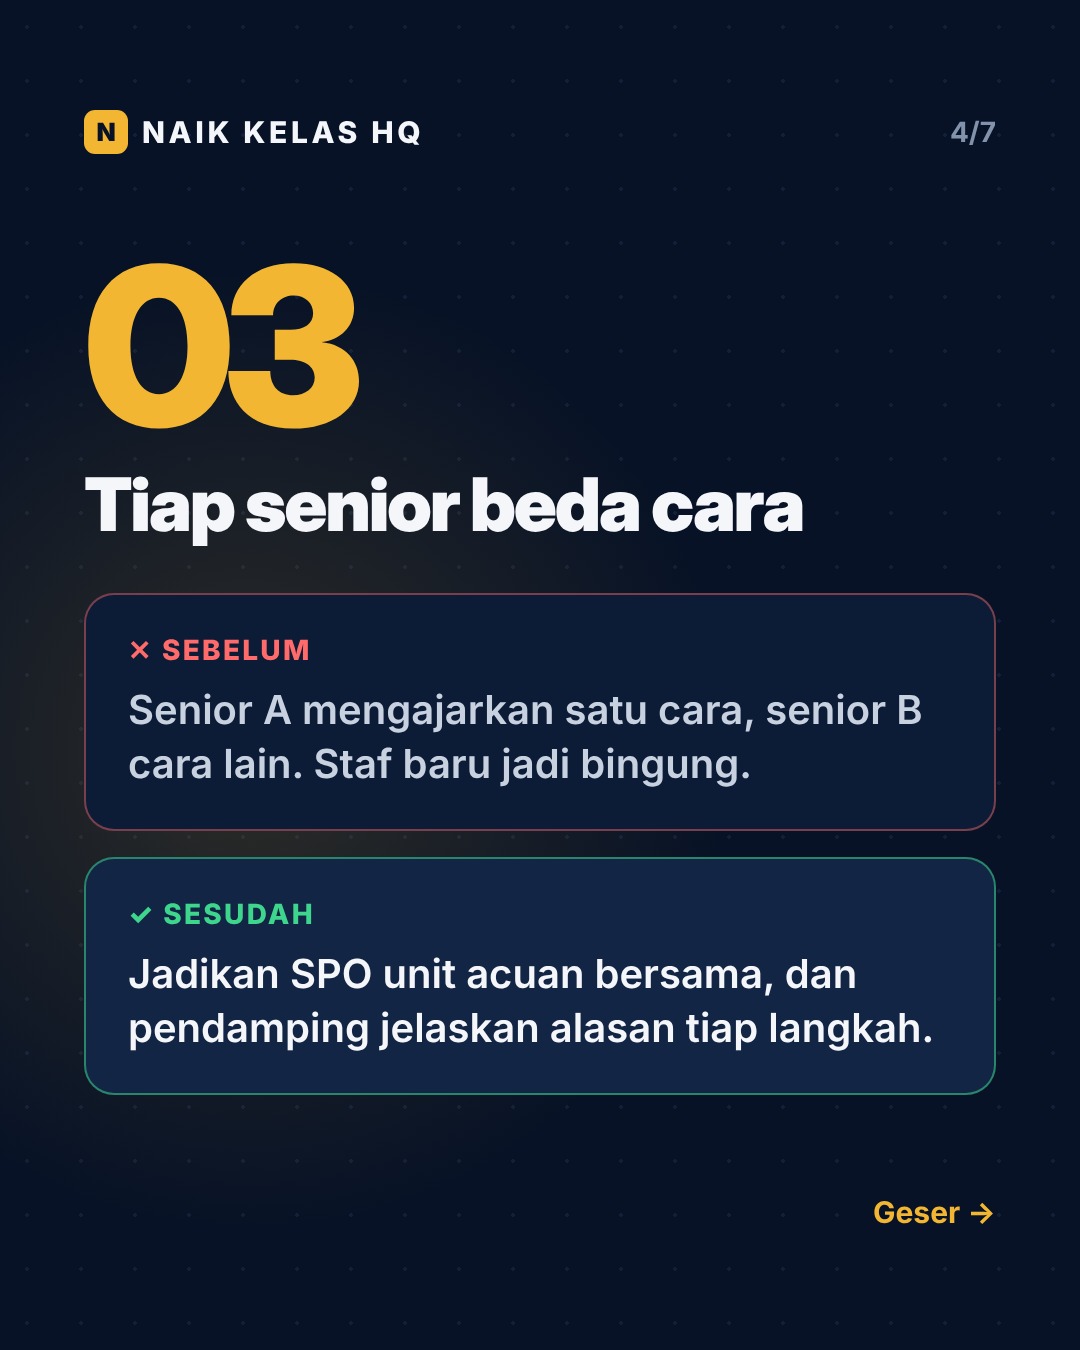 N NAIK KELAS HQ
4/7
03
Tiap senior beda cara
✕ SEBELUM
Senior A mengajarkan satu cara, senior B
cara lain. Staf baru jadi bingung.
✓ SESUDAH
Jadikan SPO unit acuan bersama, dan
pendamping jelaskan alasan tiap langkah.
Geser →